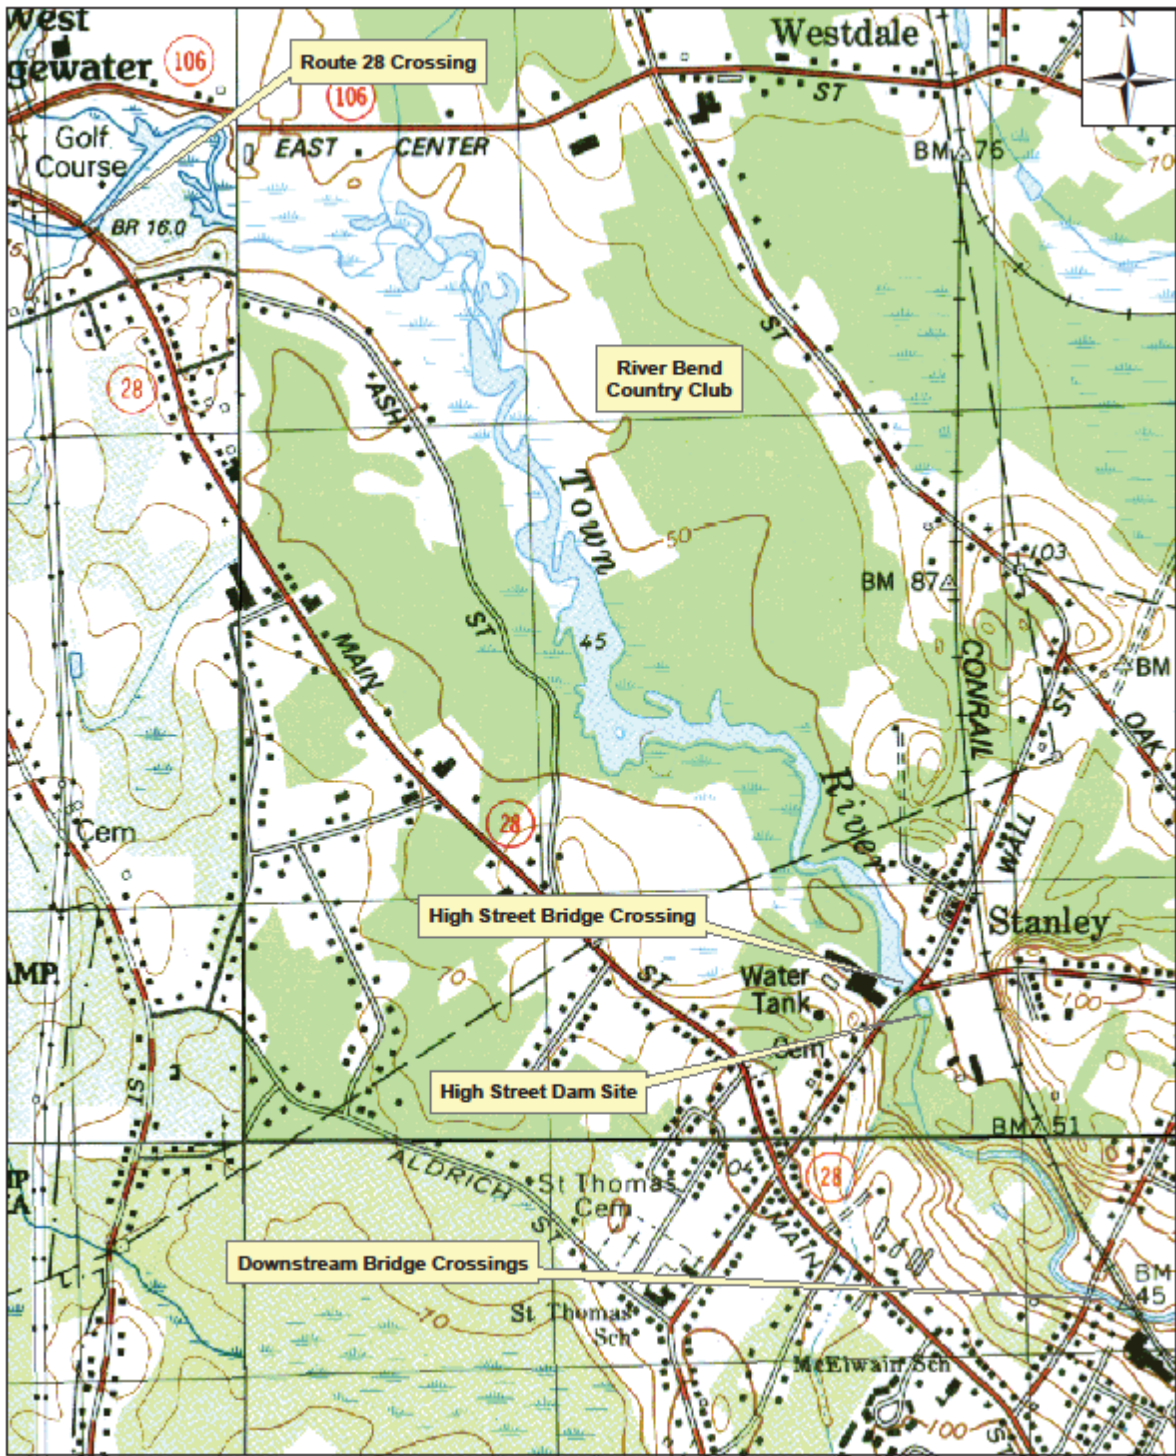 West
gewater
106
Route 28 Crossing
106
Westdale
N
ST
EAST CENTER
Golf
Course
BM 76
70
BR 16.0
ST
River Bend
Country Club
28
ASH
Town
50
103
BM 87
ST
45
MAIN
CONRAIL
BM
ST
OAK
River
28
Cem
WALL
High Street Bridge Crossing
Stanley
AMP
70
ST
Water
Tank
100
Cem
High Street Dam Site
ST
BM 51
ALDRICH
ST
St Thomas
Cem
28
MAIN
Downstream Bridge Crossings
BM
45
70
St Thomas
Sch
McElwain Sch
100
S